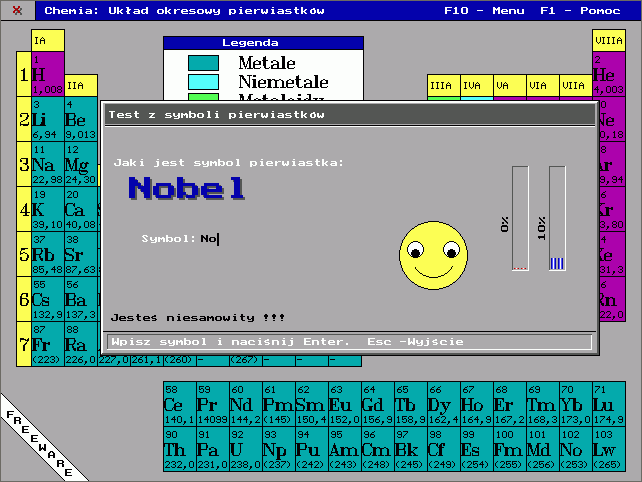 Chemia: Układ okresowy pierwiastków F10 - Menu F1 - Pomoc
Legenda
Metale
Niemetale
Metaloidy
IA
IIA
IIIA IVA VA VIA VIIA
VIIIA
1
1 H 1,008
2 He 4,003
2
3 Li 6,94
4 Be 9,013
3
11 Na 22,98
12 Mg 24,30
4
19 K 39,10
20 Ca 40,08
5
37 Rb 85,48
38 Sr 87,63
6
55 Cs 132,9
56 Ba 137,3
7
87 Fr (223)
88 Ra 226,0
227,0 261,1 (260) - (267) -
Test z symboli pierwiastków
Jaki jest symbol pierwiastka:
Nobel
Symbol: No
0%
10%
Jesteś niesamowity !!!
Wpisz symbol i naciśnij Enter. Esc -Wyjście
58 59 60 61 62 63 64 65 66 67 68 69 70 71
Ce Pr Nd Pm Sm Eu Gd Tb Dy Ho Er Tm Yb Lu
140,1 14099 144,2 (145) 150,4 152,0 156,9 158,9 162,4 164,9 167,2 168,3 173,0 174,9
90 91 92 93 94 95 96 97 98 99 100 101 102 103
Th Pa U Np Pu Am Cm Bk Cf Es Fm Md No Lw
232,0 231,0 238,0 (237) (242) (243) (248) (245) (249) (254) (255) (256) (253) (265)
FREEWARE